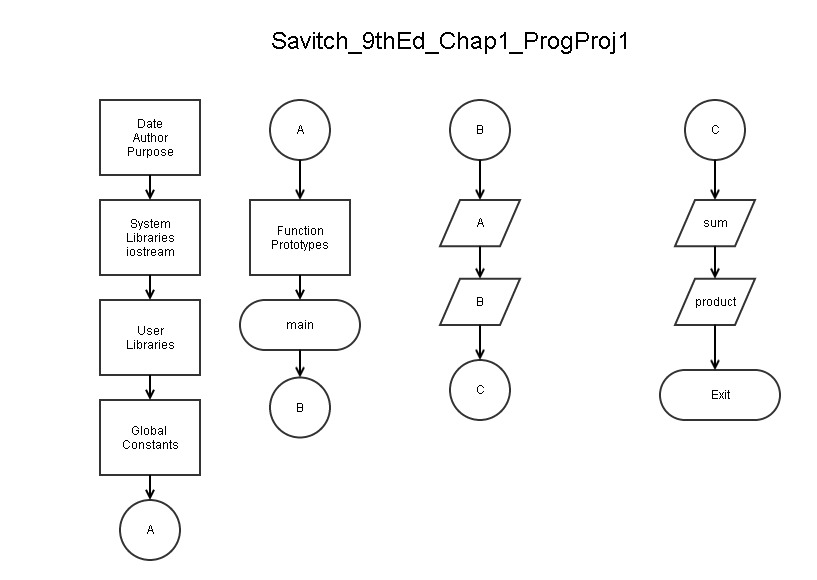 Savitch_9thEd_Chap1_ProgProj1
Date
Author
Purpose
System
Libraries
iostream
User
Libraries
Global
Constants
A
A
Function
Prototypes
main
B
B
A
B
C
C
sum
product
Exit